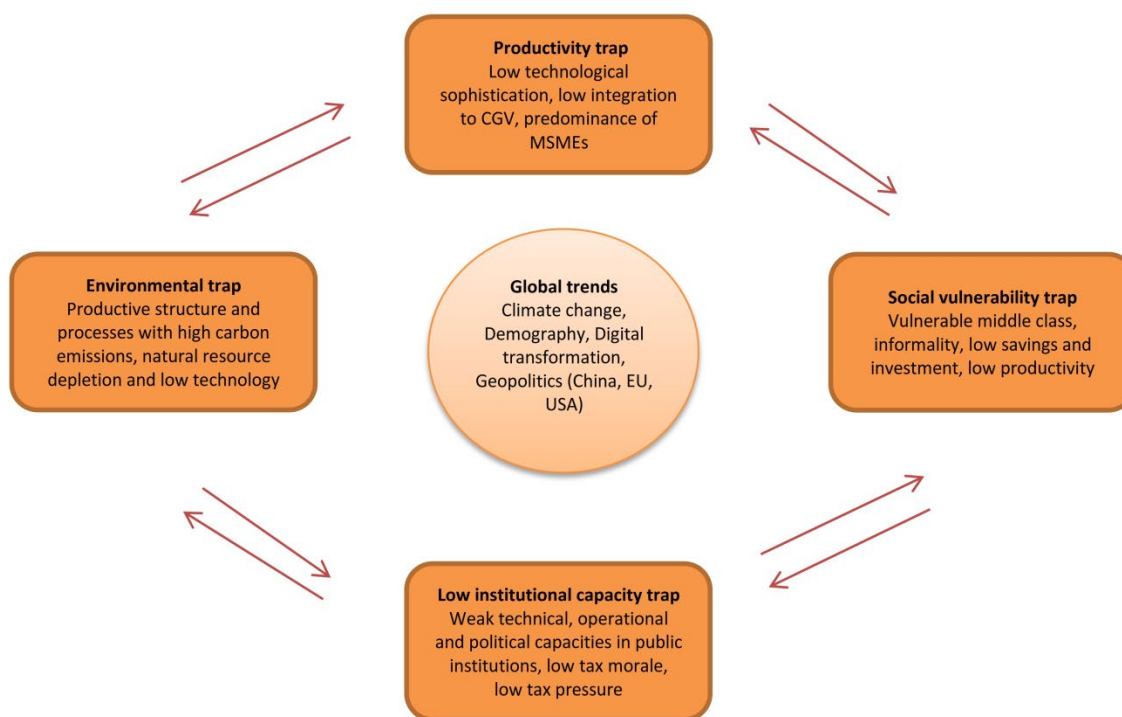 Productivity trap
Low technological
sophistication, low integration
to CGV, predominance of
MSMEs
Environmental trap
Productive structure and
processes with high carbon
emissions, natural resource
depletion and low technology
Global trends
Climate change,
Demography, Digital
transformation,
Geopolitics (China, EU,
USA)
Social vulnerability trap
Vulnerable middle class,
informality, low savings and
investment, low productivity
Low institutional capacity trap
Weak technical, operational
and political capacities in public
institutions, low tax morale,
low tax pressure